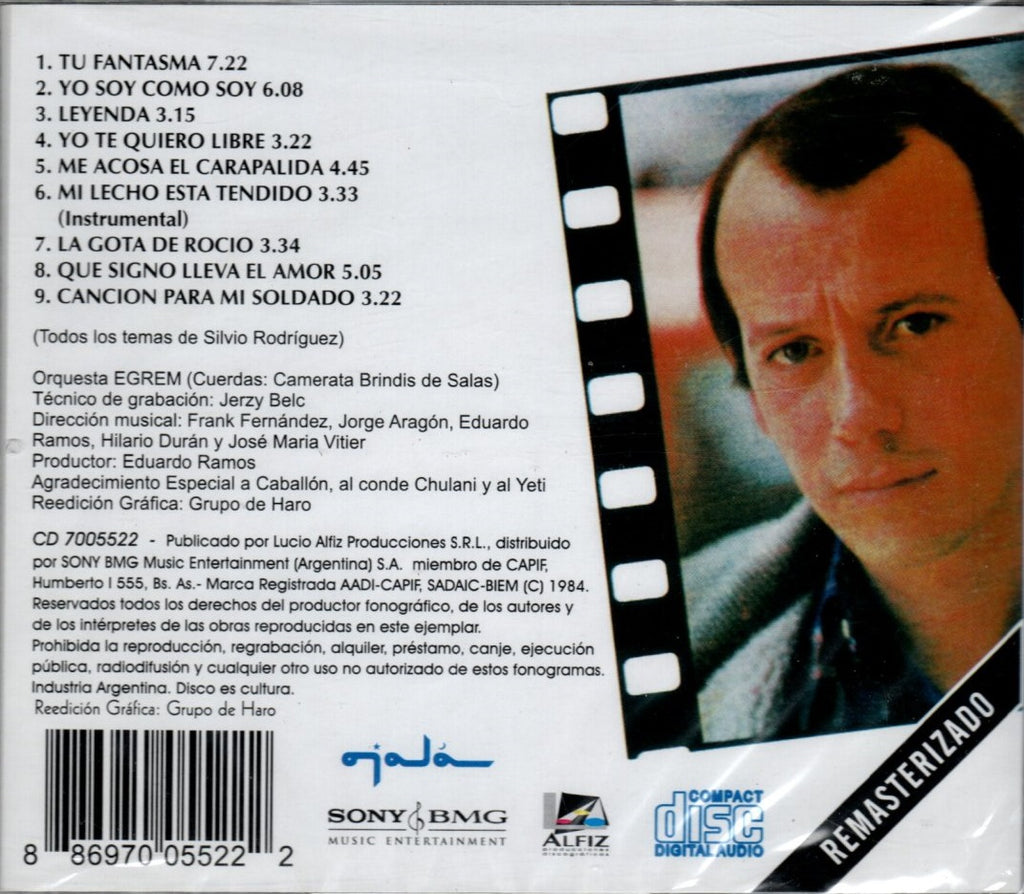 1. TU FANTASMA 7.22
2. YO SOY COMO SOY 6.08
3. LEYENDA 3.15
4. YO TE QUIERO LIBRE 3.22
5. ME ACOSA EL CARAPALIDA 4.45
6. MI LECHO ESTA TENDIDO 3.33
(Instrumental)
7. LA GOTA DE ROCIO 3.34
8. QUE SIGNO LLEVA EL AMOR 5.05
9. CANCION PARA MI SOLDADO 3.22
(Todos los temas de Silvio Rodríguez)
Orquesta EGREM (Cuerdas: Camerata Brindis de Salas)
Técnico de grabación: Jerzy Belc
Dirección musical: Frank Fernández, Jorge Aragón, Eduardo
Ramos, Hilario Durán y José Maria Vitier
Productor: Eduardo Ramos
Agradecimiento Especial a Caballón, al conde Chulani y al Yeti
Reedición Gráfica: Grupo de Haro
CD 7005522 - Publicado por Lucio Alfiz Producciones S.R.L., distribuido
por SONY BMG Music Entertainment (Argentina) S.A. miembro de CAPIF,
Humberto I 555, Bs. As.- Marca Registrada AADI-CAPIF, SADAIC-BIEM (C) 1984.
Reservados todos los derechos del productor fonográfico, de los autores y
de los intérpretes de las obras reproducidas en este ejemplar.
Prohibida la reproducción, regrabación, alquiler, préstamo, canje, ejecución
pública, radiodifusión y cualquier otro uso no autorizado de estos fonogramas.
Industria Argentina. Disco es cultura.
Reedición Gráfica: Grupo de Haro
8 86970 05522 2
ojalá
SONY BMG
MUSIC ENTERTAINMENT
ALFIZ
producciones
discográficas
COMPACT
disc
DIGITAL AUDIO
REMASTERIZADO